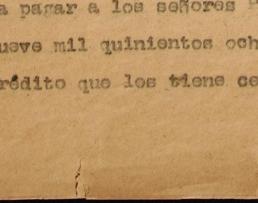 a pagar a los señores
ueve mil quinientos och
rédito que los tiene ce